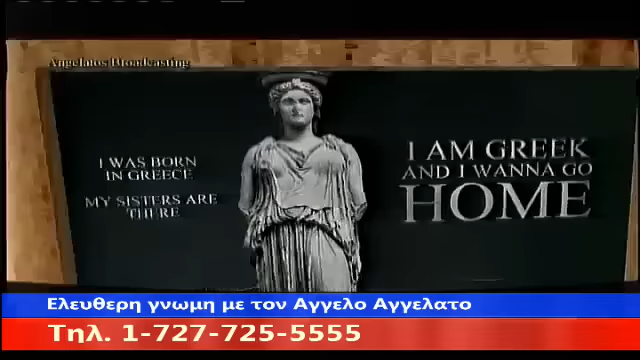 Angelatos Broadcasting
I WAS BORN
IN GREECE
MY SISTERS ARE
THERE
I AM GREEK
AND I WANNA GO
HOME
Ελευθερη γνωμη με τον Αγγελο Αγγελατο
Τηλ. 1-727-725-5555